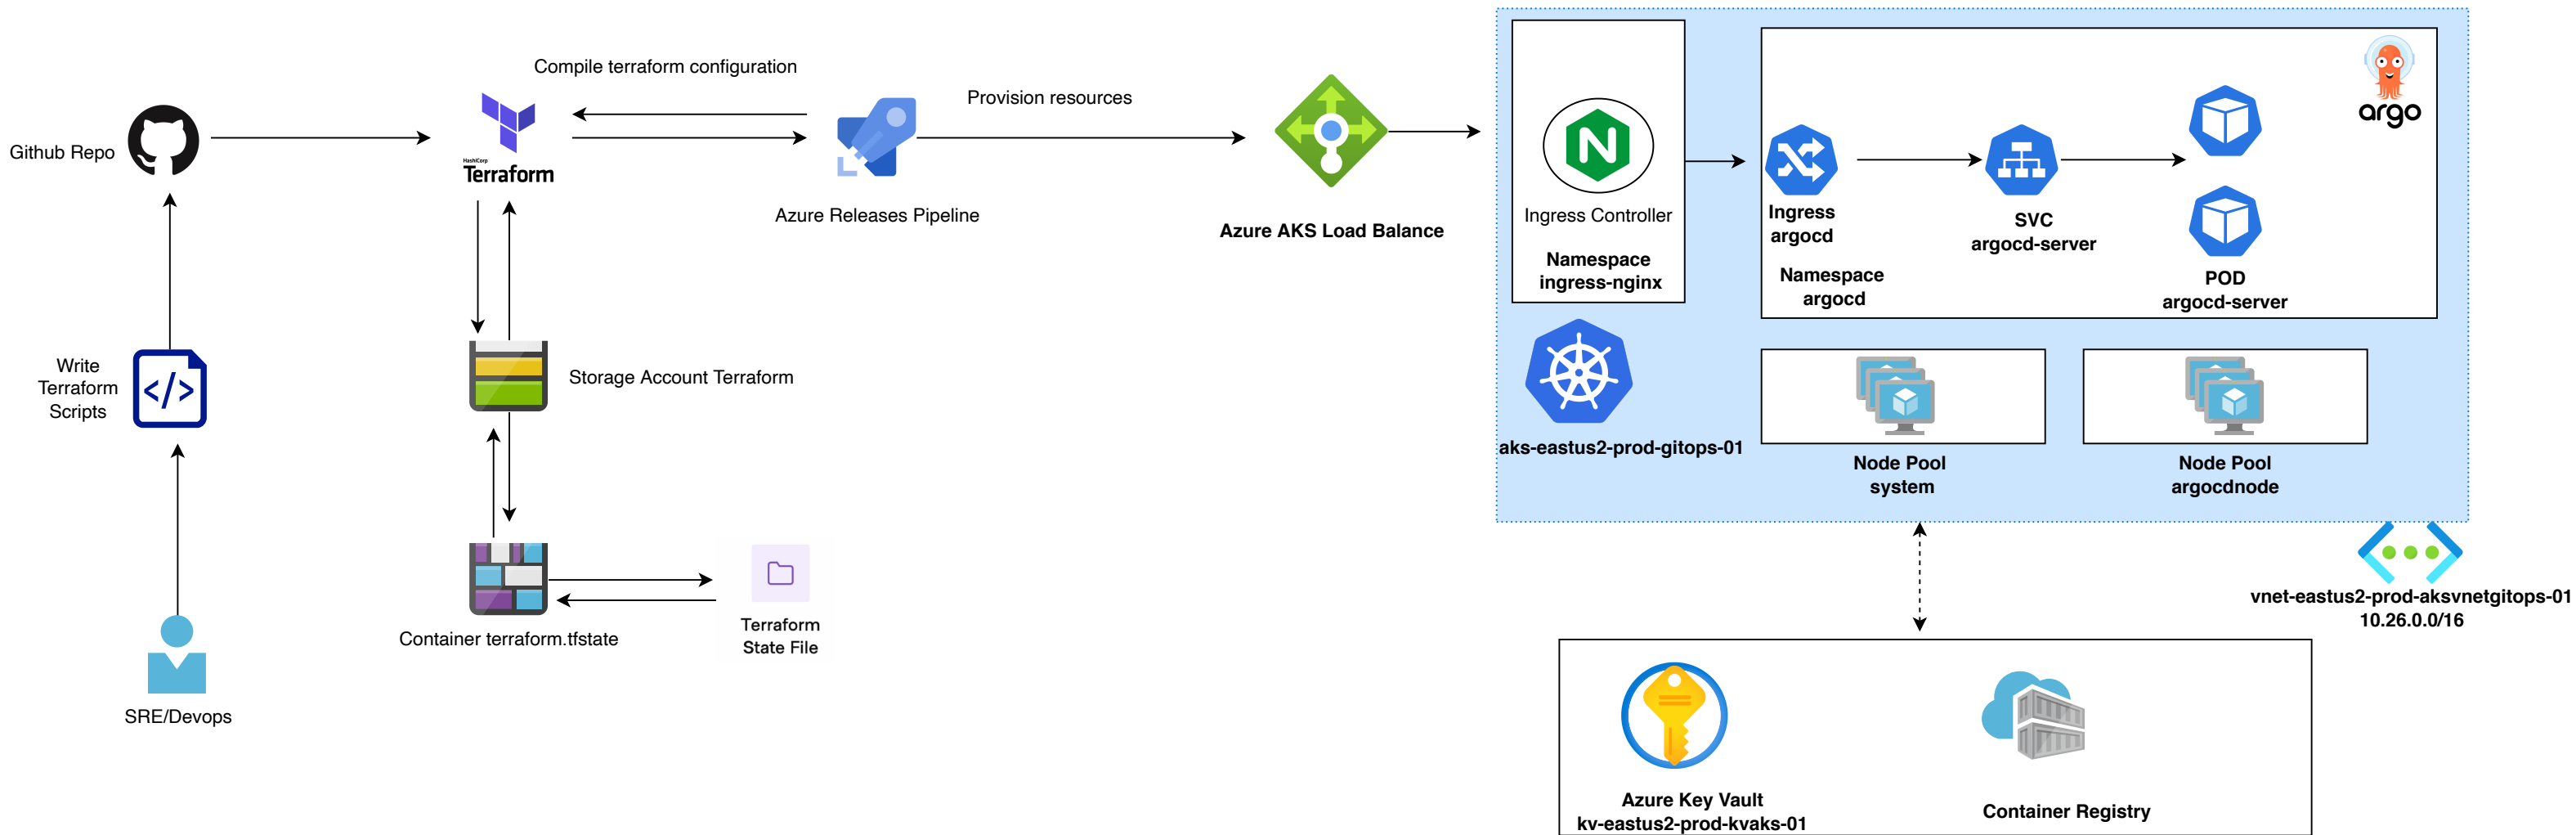 Github Repo
Write
Terraform
Scripts
SRE/Devops
Compile terraform configuration
HashiCorp
Terraform
Storage Account Terraform
Container terraform.tfstate
Terraform
State File
Azure Releases Pipeline
Provision resources
Azure AKS Load Balance
Ingress Controller
Namespace
ingress-nginx
Ingress
argocd
Namespace
argocd
SVC
argocd-server
argo
POD
argocd-server
aks-eastus2-prod-gitops-01
Node Pool
system
Node Pool
argocdnode
vnet-eastus2-prod-aksvnetgitops-01
10.26.0.0/16
Azure Key Vault
kv-eastus2-prod-kvaks-01
Container Registry